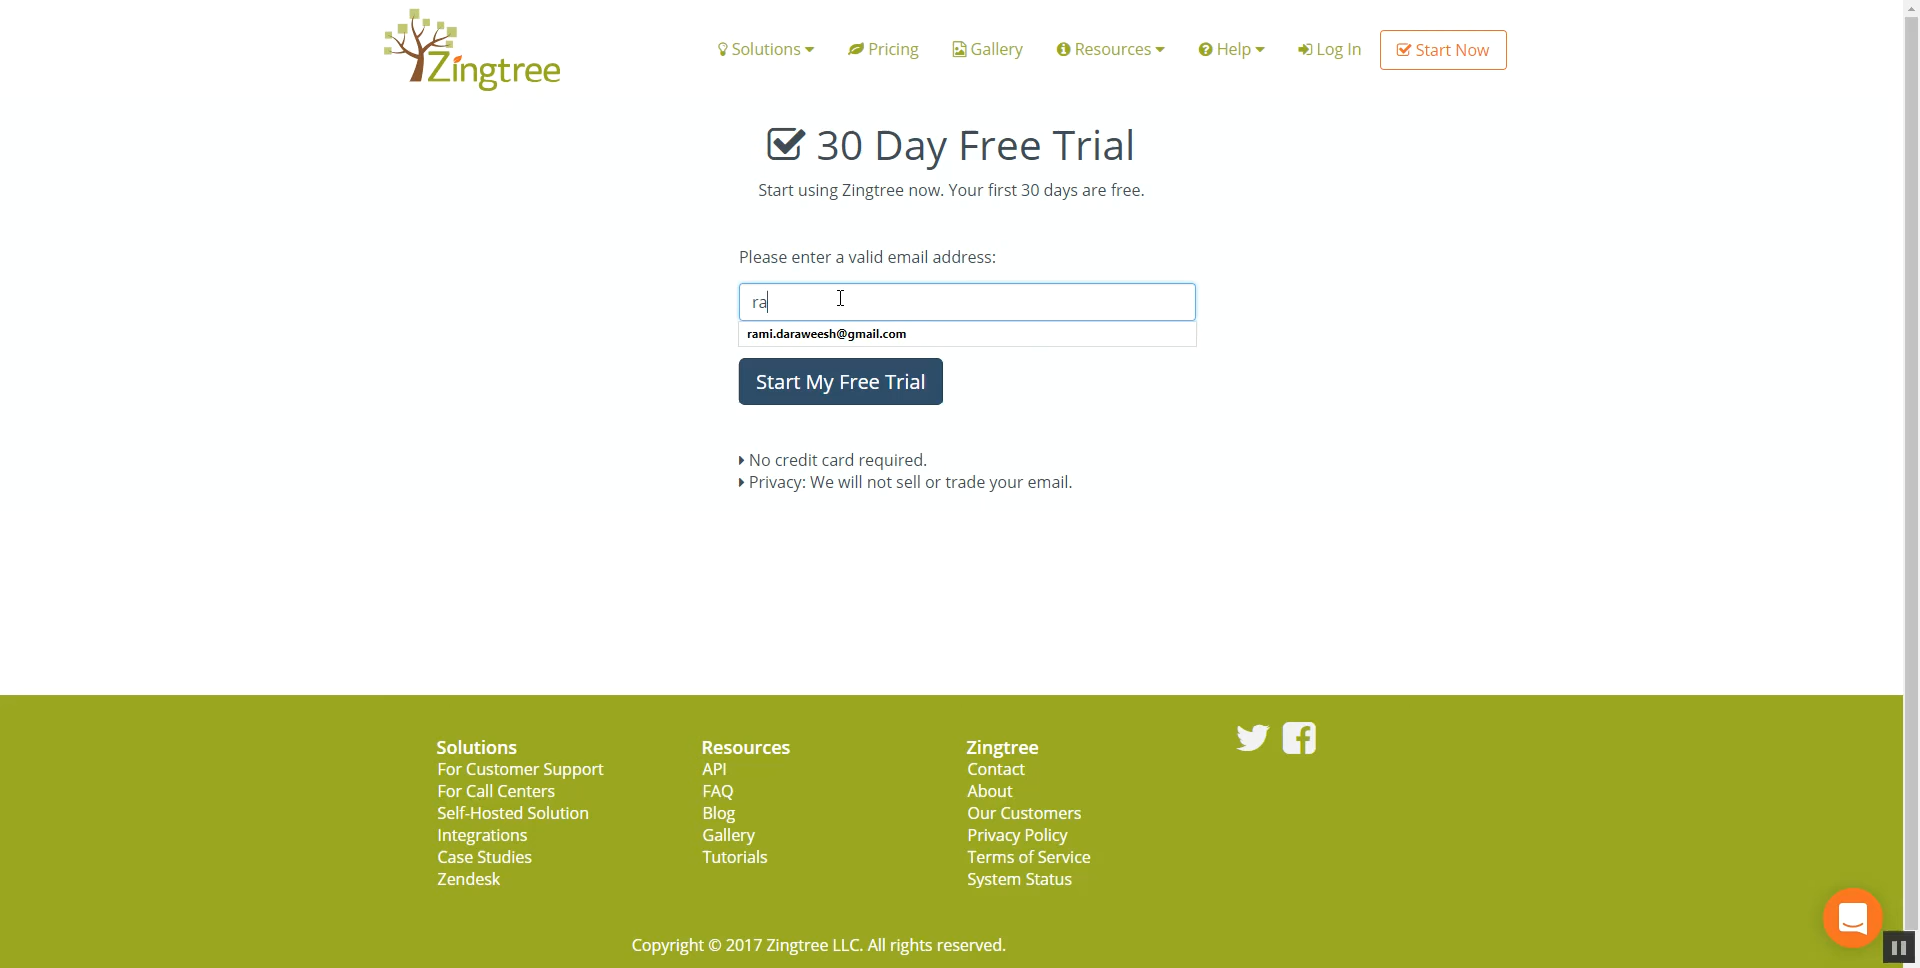 Zingtree
Solutions
Pricing
Gallery
Resources
Help
Log In
Start Now
30 Day Free Trial
Start using Zingtree now. Your first 30 days are free.
Please enter a valid email address:
ra
rami.daraweesh@gmail.com
Start My Free Trial
No credit card required.
Privacy: We will not sell or trade your email.
Solutions
For Customer Support
For Call Centers
Self-Hosted Solution
Integrations
Case Studies
Zendesk
Resources
API
FAQ
Blog
Gallery
Tutorials
Zingtree
Contact
About
Our Customers
Privacy Policy
Terms of Service
System Status
Copyright © 2017 Zingtree LLC. All rights reserved.